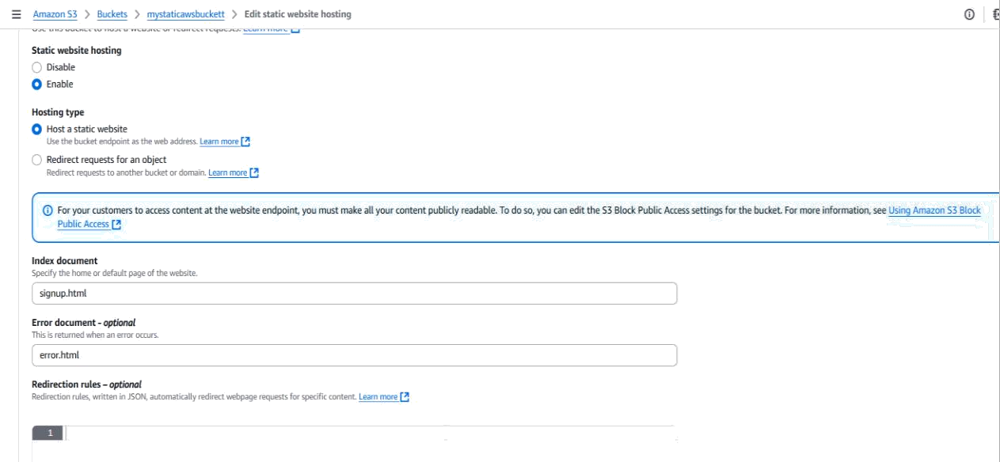 Amazon S3 > Buckets > mystaticawsbuckett > Edit static website hosting
Use this bucket to host a website or redirect requests. Learn more
Static website hosting
Disable
Enable
Hosting type
Host a static website
Use the bucket endpoint as the web address. Learn more
Redirect requests for an object
Redirect requests to another bucket or domain. Learn more
For your customers to access content at the website endpoint, you must make all your content publicly readable. To do so, you can edit the S3 Block Public Access settings for the bucket. For more information, see Using Amazon S3 Block
Public Access
Index document
Specify the home or default page of the website.
signup.html
Error document - optional
This is returned when an error occurs.
error.html
Redirection rules – optional
Redirection rules, written in JSON, automatically redirect webpage requests for specific content. Learn more
1